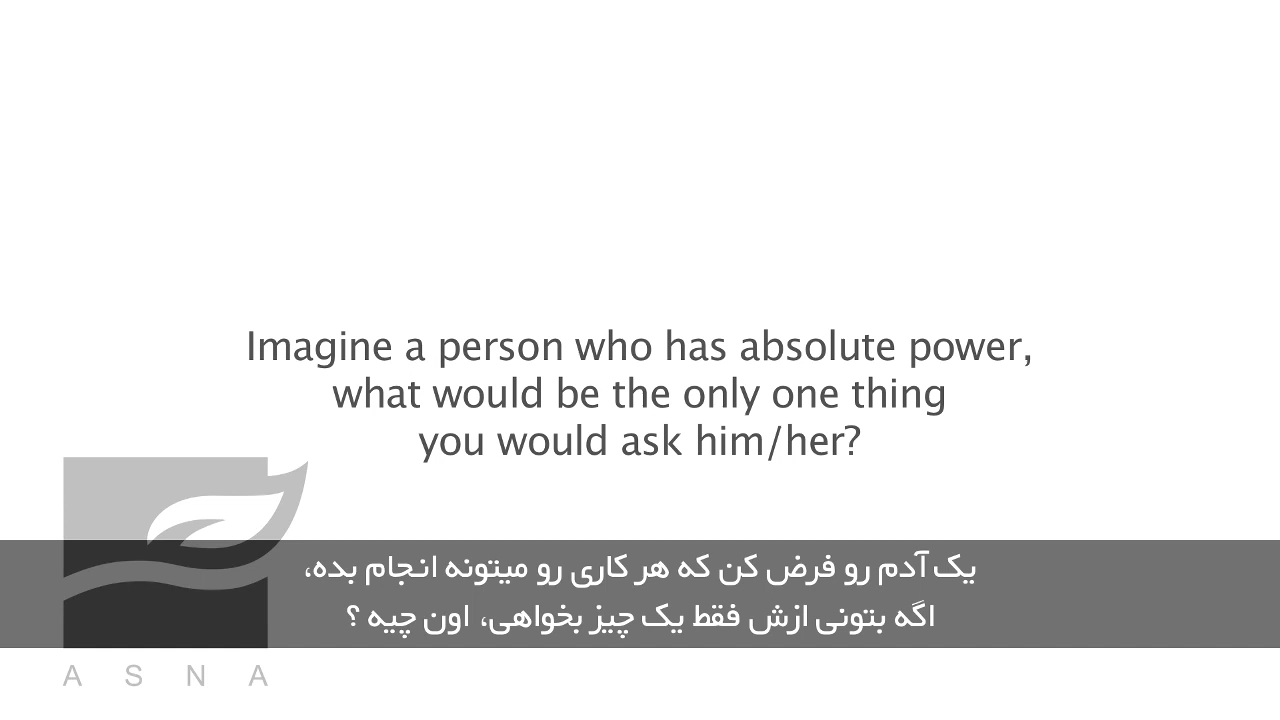 Imagine a person who has absolute power,
what would be the only one thing
you would ask him/her?
یک آدم رو فرض کن که هر کاری رو میتونه انجام بده،
اگه بتونی ازش فقط یک چیز بخواهی، اون چیه ؟
A S N A